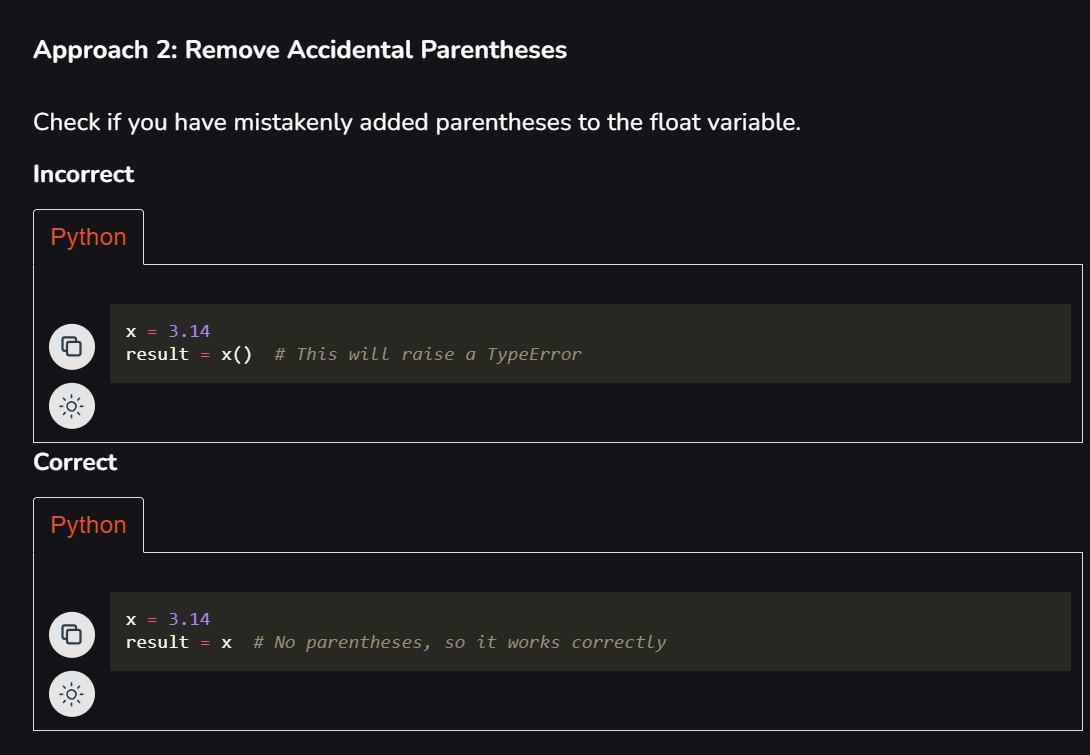 Approach 2: Remove Accidental Parentheses
Check if you have mistakenly added parentheses to the float variable.
Incorrect
Python
x = 3.14
result = x()  # This will raise a TypeError
Correct
Python
x = 3.14
result = x  # No parentheses, so it works correctly